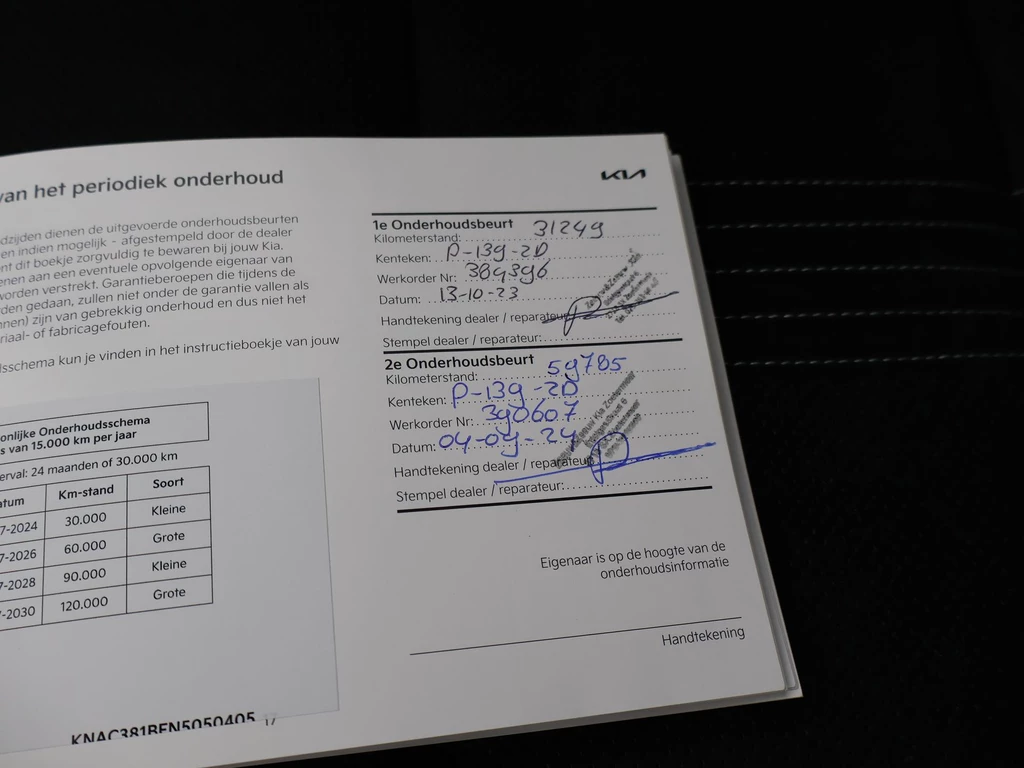 van het periodiek onderhoud
dzijden dienen de uitgevoerde onderhoudsbeurten
en indien mogelijk - afgestempeld door de dealer
nt dit boekje zorgvuldig te bewaren bij jouw Kia.
enen aan een eventuele opvolgende eigenaar van
vorden verstrekt. Garantieberoepen die tijdens de
den gedaan, zullen niet onder de garantie vallen als
nnen) zijn van gebrekkig onderhoud en dus niet het
riaal- of fabricagefouten.
dsschema kun je vinden in het instructieboekje van jouw
onlijke Onderhoudsschema
s van 15.000 km per jaar
erval: 24 maanden of 30.000 km
atum Km-stand Soort
7-2024 30.000 Kleine
7-2026 60.000 Grote
7-2028 90.000 Kleine
7-2030 120.000 Grote
17
KIA
1e Onderhoudsbeurt
Kilometerstand: 31249
Kenteken: P-139-ZD
Werkorder Nr: 389396
Datum: 13-10-23
Handtekening dealer / reparateur
Stempel dealer / reparateur:
2e Onderhoudsbeurt
Kilometerstand: 59785
Kenteken: P-139-ZD
Werkorder Nr: 390607
Datum: 04-09-24
Handtekening dealer / reparateur
Stempel dealer / reparateur:
Eigenaar is op de hoogte van de
onderhoudsinformatie
Handtekening